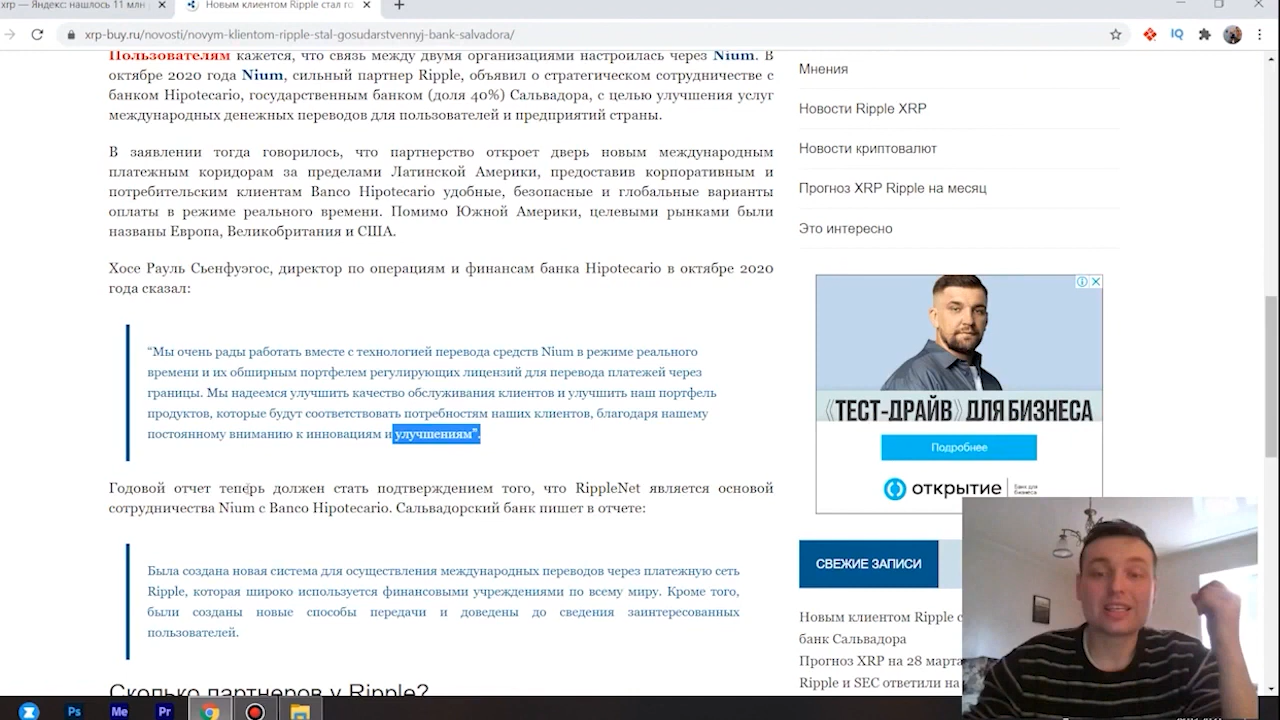 xrp — Яндекс: нашлось 11 млн
Новым клиентом Ripple стал го
xrp-buy.ru/novosti/novym-klientom-ripple-stal-gosudarstvennyj-bank-salvadora/
IQ
Пользователям кажется, что связь между двумя организациями настроилась через Nium. В
октябре 2020 года Nium, сильный партнер Ripple, объявил о стратегическом сотрудничестве с
банком Hipotecario, государственным банком (доля 40%) Сальвадора, с целью улучшения услуг
международных денежных переводов для пользователей и предприятий страны.
В заявлении тогда говорилось, что партнерство откроет дверь новым международным
платежным коридорам за пределами Латинской Америки, предоставив корпоративным и
потребительским клиентам Banco Hipotecario удобные, безопасные и глобальные варианты
оплаты в режиме реального времени. Помимо Южной Америки, целевыми рынками были
названы Европа, Великобритания и США.
Хосе Рауль Сьенфуэгос, директор по операциям и финансам банка Hipotecario в октябре 2020
года сказал:
“Мы очень рады работать вместе с технологией перевода средств Nium в режиме реального
времени и их обширным портфелем регулирующих лицензий для перевода платежей через
границы. Мы надеемся улучшить качество обслуживания клиентов и улучшить наш портфель
продуктов, которые будут соответствовать потребностям наших клиентов, благодаря нашему
постоянному вниманию к инновациям и улучшениям”.
Годовой отчет теперь должен стать подтверждением того, что RippleNet является основой
сотрудничества Nium с Banco Hipotecario. Сальвадорский банк пишет в отчете:
Была создана новая система для осуществления международных переводов через платежную сеть
Ripple, которая широко используется финансовыми учреждениями по всему миру. Кроме того,
были созданы новые способы передачи и доведены до сведения заинтересованных
пользователей.
Сколько партнеров у Ripple?
Мнения
Новости Ripple XRP
Новости криптовалют
Прогноз XRP Ripple на месяц
Это интересно
«ТЕСТ-ДРАЙВ» ДЛЯ БИЗНЕСА
Подробнее
открытие
Банк для
бизнеса
СВЕЖИЕ ЗАПИСИ
Новым клиентом Ripple с
банк Сальвадора
Прогноз XRP на 28 марта
Ripple и SEC ответили на
Ps
Me
Pr